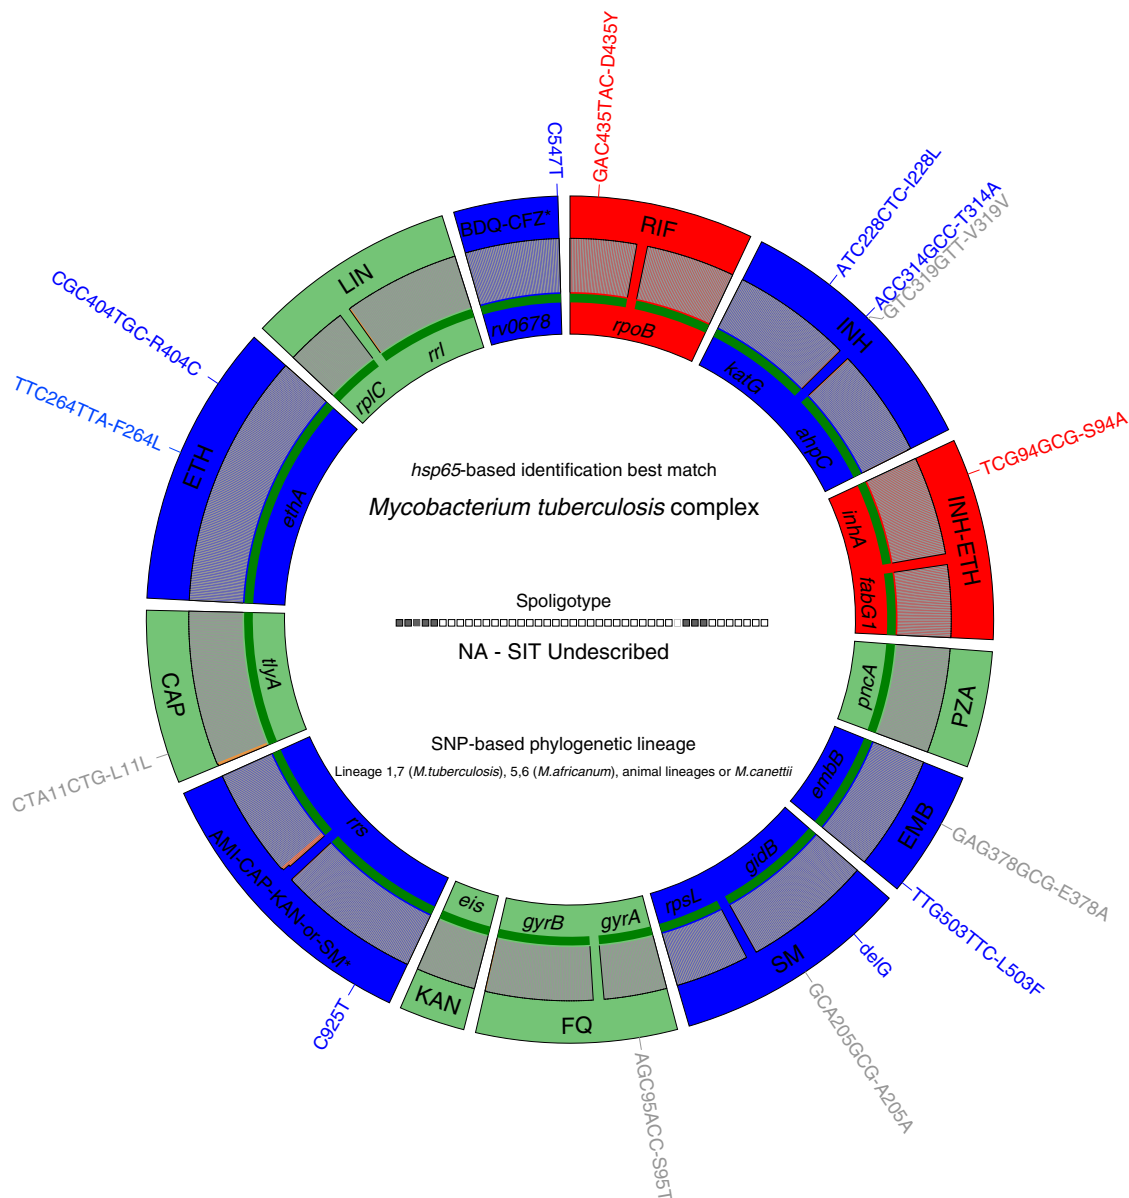 GAC435TAC-D435Y
C547T
ATC228CTC-I228L
ACC314GCC-T314A
GTC319GTT-V319V
TCG94GCG-S94A
GAG378GCG-E378A
TTG503TTC-L503F
delG
GCA205GCG-A205A
AGC95ACC-S95T
C925T
CTA11CTG-L11L
TTC264TTA-F264L
CGC404TGC-R404C
RIF
rpoB
INH
katG
ahpC
INH-ETH
inhA
fabG1
PZA
pncA
EMB
embB
SM
gidB
rpsL
FQ
gyrA
gyrB
KAN
eis
AMI-CAP-KAN-or-SM*
rrs
CAP
tlyA
ETH
ethA
LIN
rplC
rrl
BDQ-CFZ*
rv0678
hsp65-based identification best match
Mycobacterium tuberculosis complex
Spoligotype
NA - SIT Undescribed
SNP-based phylogenetic lineage
Lineage 1,7 (M.tuberculosis), 5,6 (M.africanum), animal lineages or M.canettii